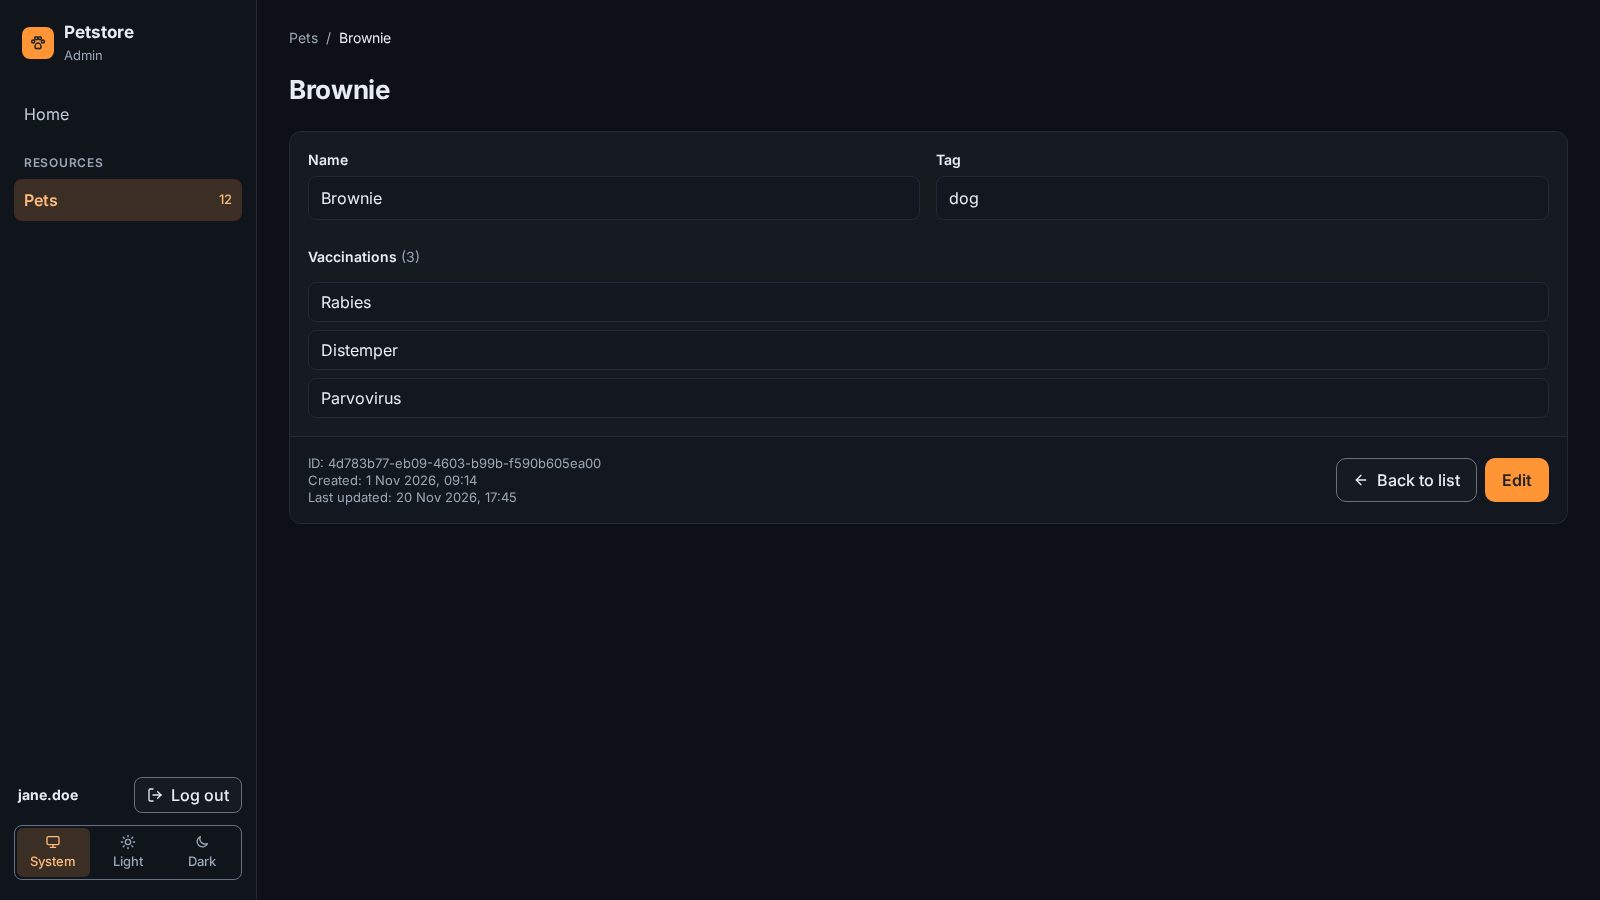 Petstore
Admin
Home
RESOURCES
Pets 12
jane.doe
Log out
System Light Dark
Pets / Brownie
Brownie
Name Tag
Brownie dog
Vaccinations (3)
Rabies
Distemper
Parvovirus
ID: 4d783b77-eb09-4603-b99b-f590b605ea00
Created: 1 Nov 2026, 09:14
Last updated: 20 Nov 2026, 17:45
Back to list Edit